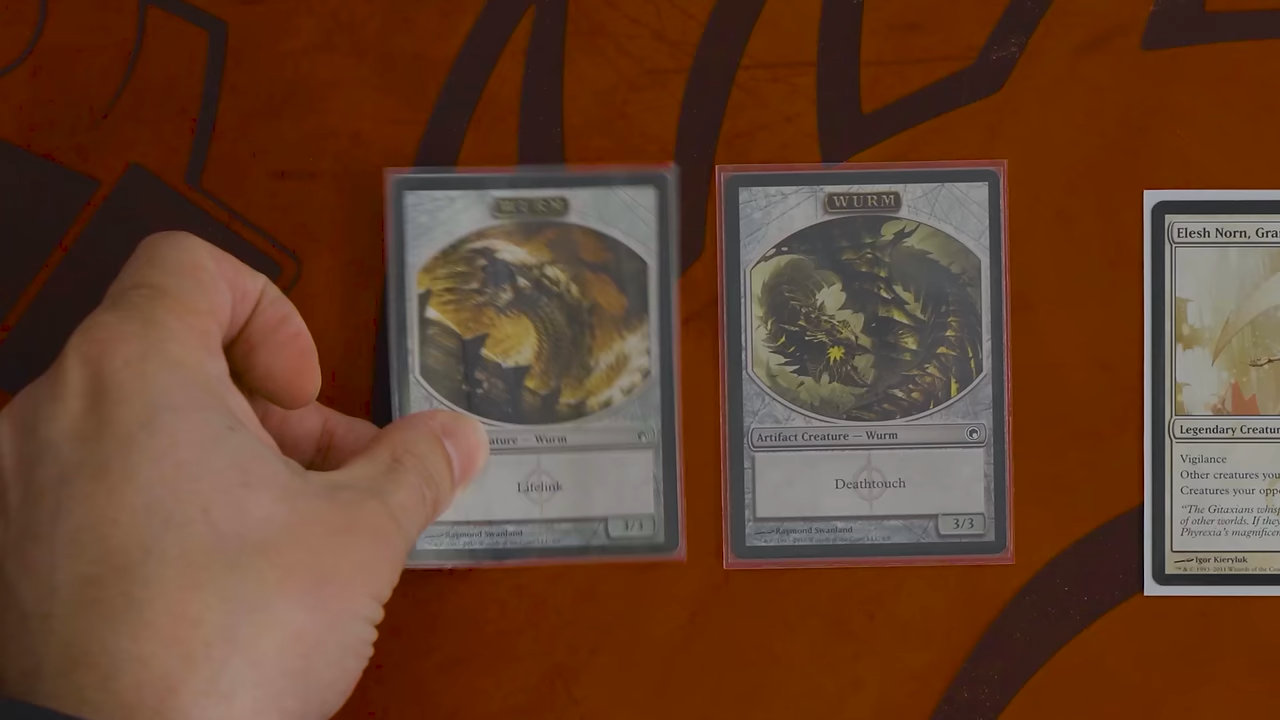 WURM
ature — Wurm
Lifelink
3/3
Raymond Swanland
WURM
Artifact Creature — Wurm
Deathtouch
3/3
Raymond Swanland
Elesh Norn, Gra
Legendary Creatur
Vigilance
Other creatures you
Creatures your oppo
"The Gitaxians whisp
of other worlds. If they
Phyrexia's magnificen
Igor Kieryluk